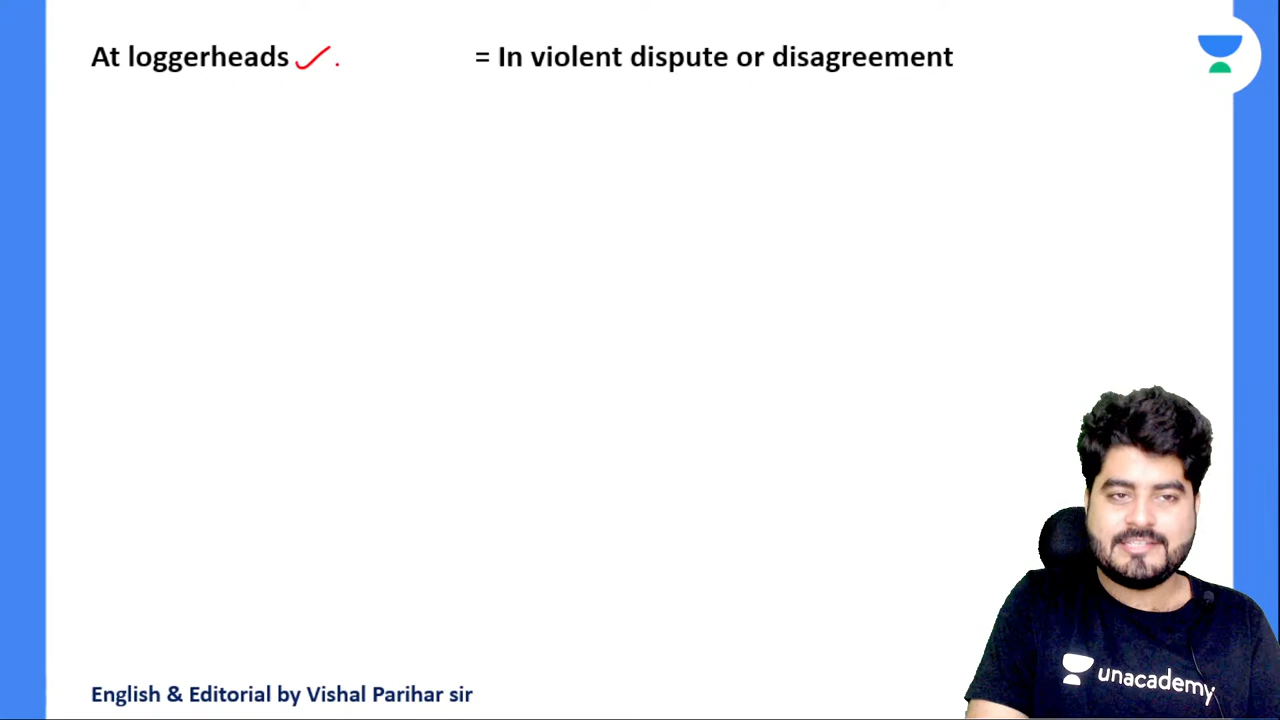 At loggerheads = In violent dispute or disagreement
unacademy
English & Editorial by Vishal Parihar sir